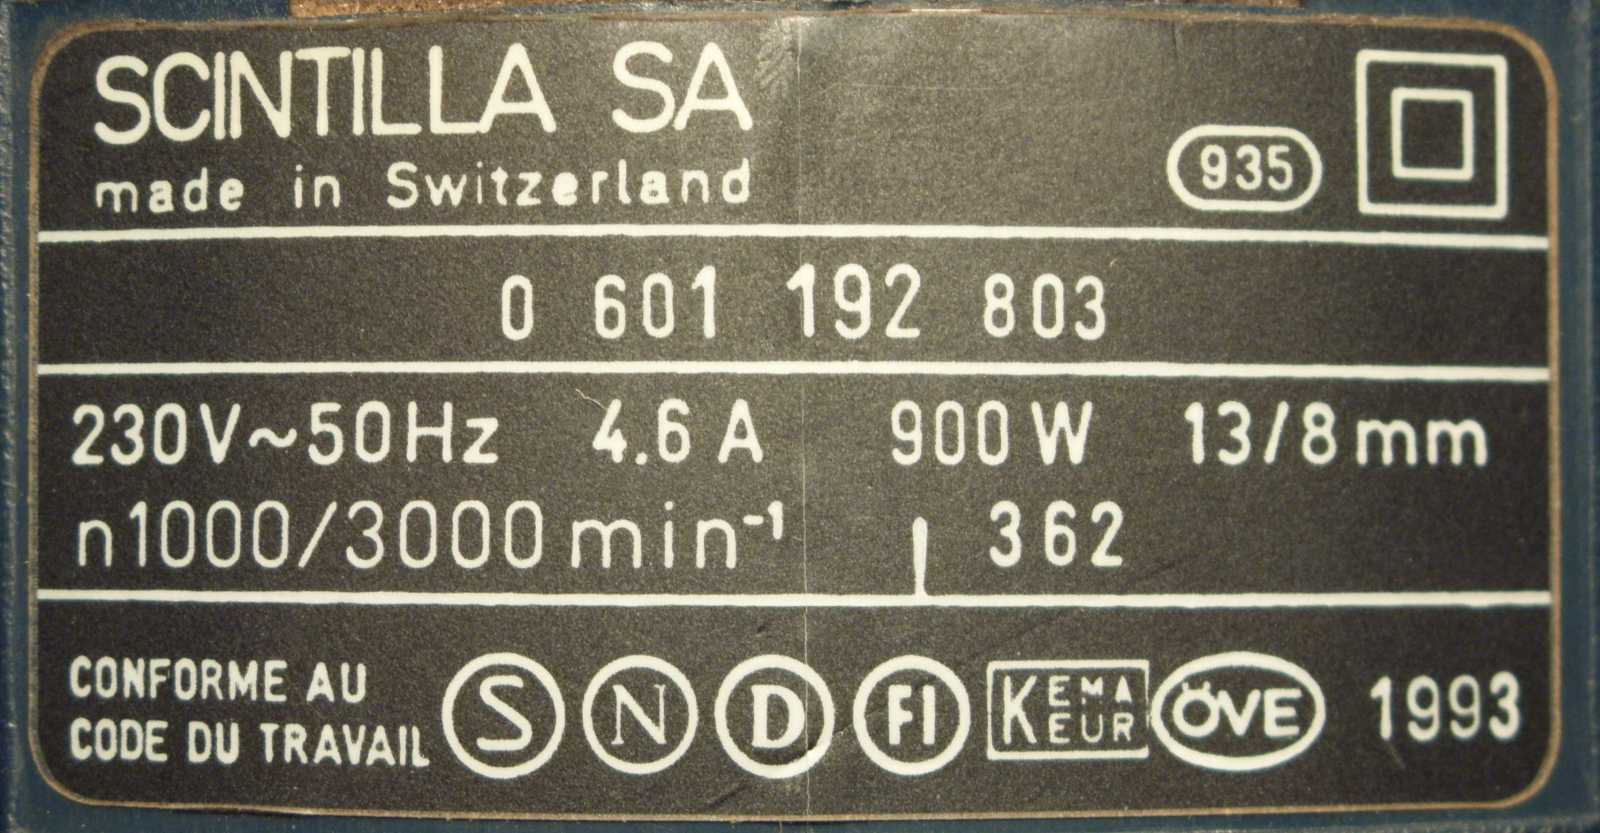 SCINTILLA SA
made in Switzerland
935
0 601 192 803
230V~50Hz 4.6 A 900 W 13/8 mm
n1000/3000 min⁻¹ 362
CONFORME AU
CODE DU TRAVAIL
S N D FI KEMA KEUR ÖVE 1993